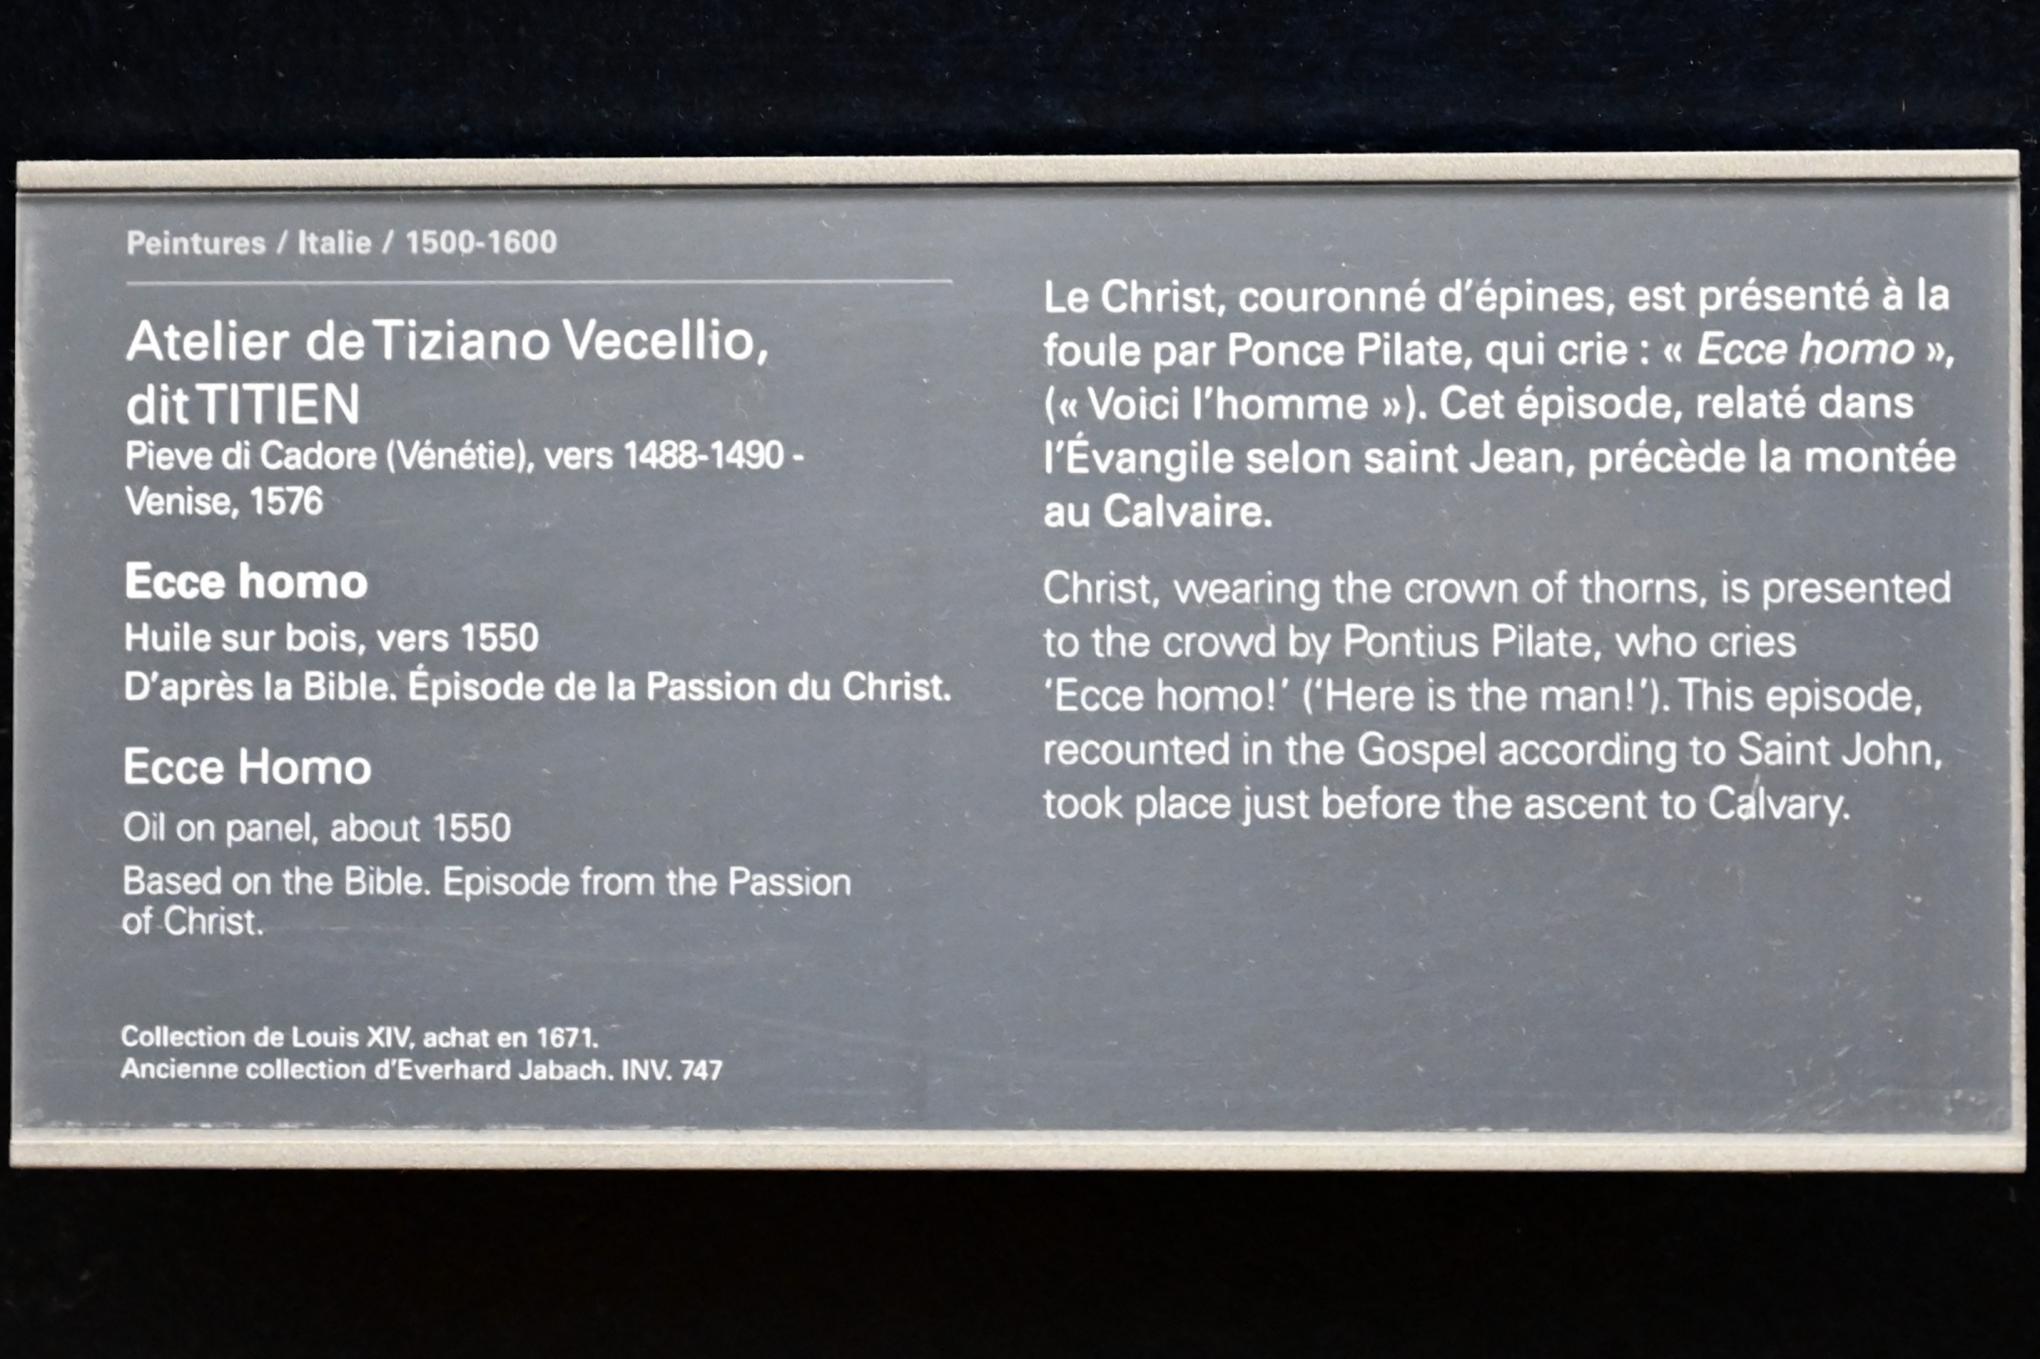 Peintures / Italie / 1500-1600
Atelier de Tiziano Vecellio,
dit TITIEN
Pieve di Cadore (Vénétie), vers 1488-1490 -
Venise, 1576
Ecce homo
Huile sur bois, vers 1550
D'après la Bible. Épisode de la Passion du Christ.
Ecce Homo
Oil on panel, about 1550
Based on the Bible. Episode from the Passion
of Christ.
Collection de Louis XIV, achat en 1671.
Ancienne collection d'Everhard Jabach. INV. 747
Le Christ, couronné d'épines, est présenté à la
foule par Ponce Pilate, qui crie : « Ecce homo »,
(« Voici l'homme »). Cet épisode, relaté dans
l'Évangile selon saint Jean, précède la montée
au Calvaire.
Christ, wearing the crown of thorns, is presented
to the crowd by Pontius Pilate, who cries
‘Ecce homo!’ (‘Here is the man!’). This episode,
recounted in the Gospel according to Saint John,
took place just before the ascent to Calvary.